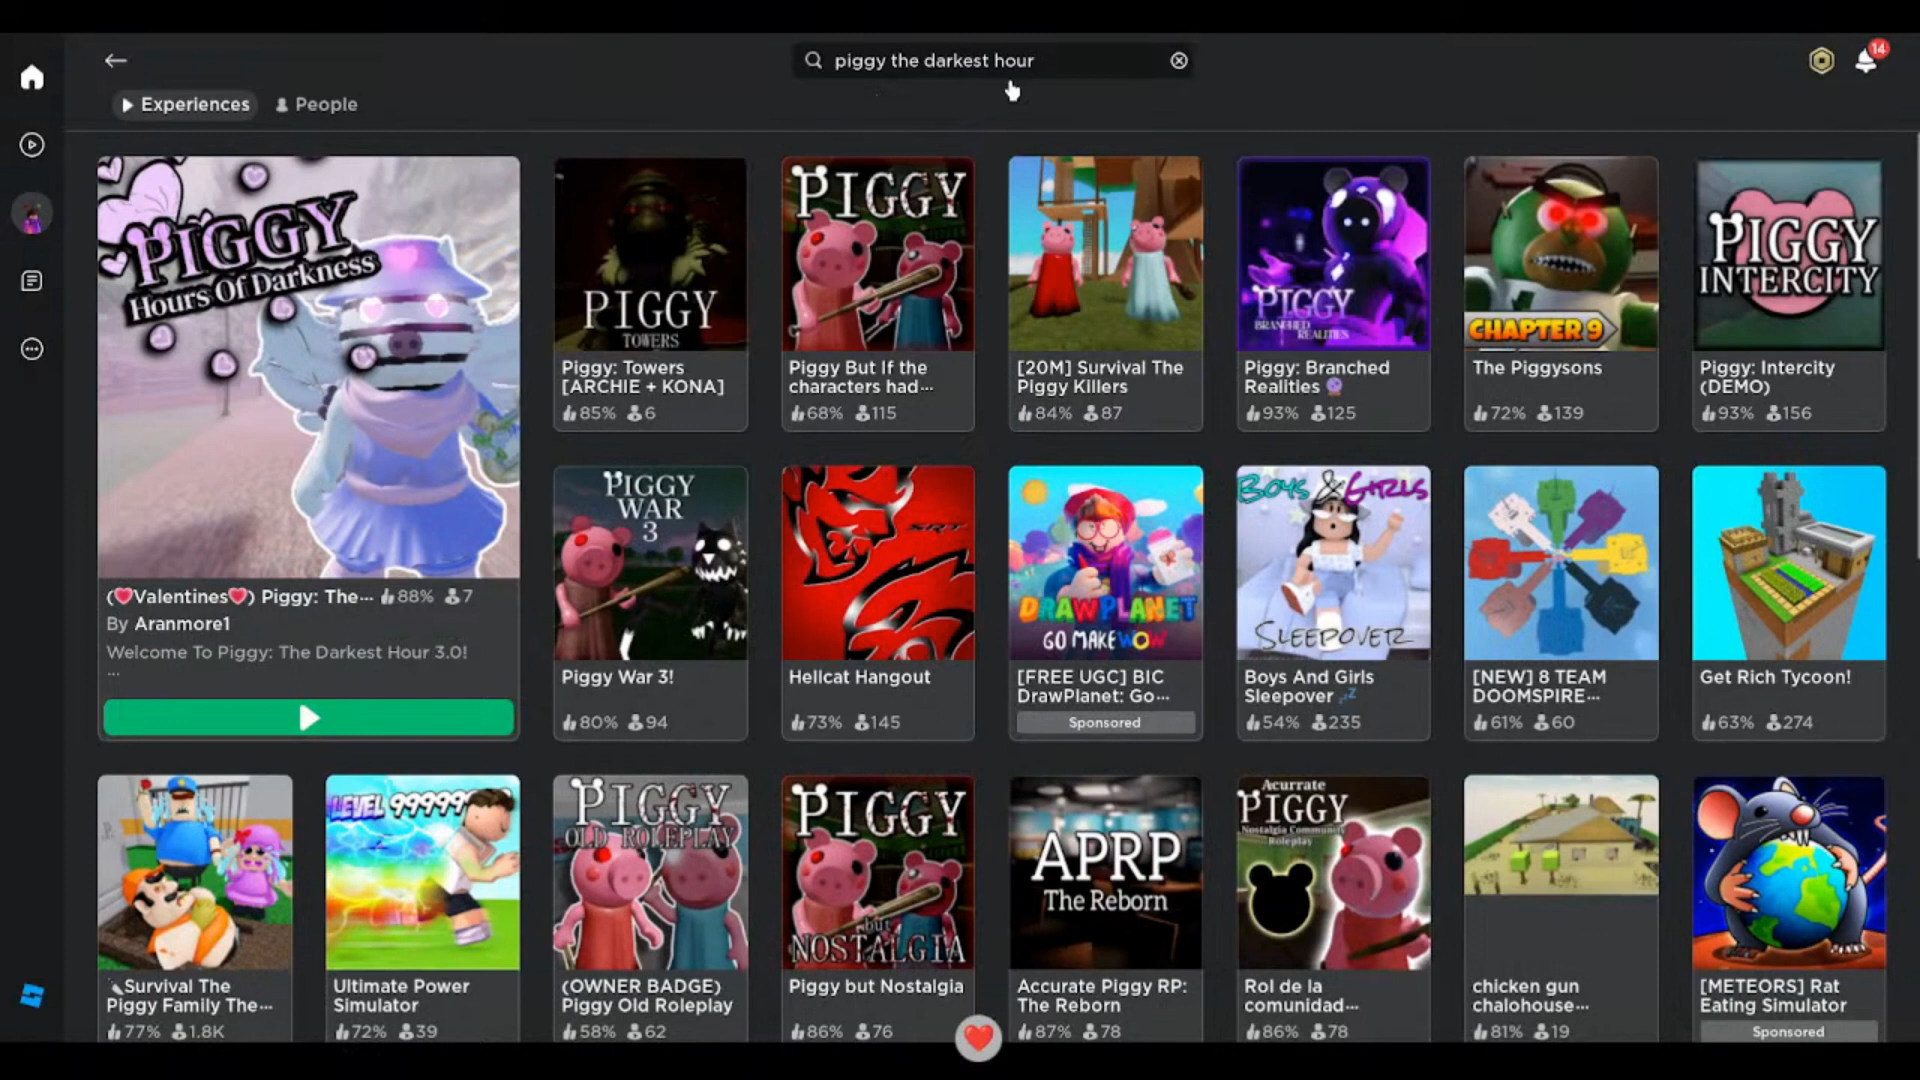 piggy the darkest hour
14
Experiences
People
PIGGY
Hours Of Darkness
(❤Valentines❤) Piggy: The...
88% 7
By Aranmore1
Welcome To Piggy: The Darkest Hour 3.0!
...
PIGGY
TOWERS
Piggy: Towers
[ARCHIE + KONA]
85% 6
PIGGY
Piggy But If the
characters had...
68% 115
[20M] Survival The
Piggy Killers
84% 87
PIGGY
BRANCHED REALITIES
Piggy: Branched
Realities
93% 125
CHAPTER 9
The Piggysons
72% 139
PIGGY
INTERCITY
Piggy: Intercity
(DEMO)
93% 156
PIGGY
WAR
3
Piggy War 3!
80% 94
SRT
Hellcat Hangout
73% 145
DRAWPLANET
GO MAKE WOW
[FREE UGC] BIC
DrawPlanet: Go...
Sponsored
BOYS & GIRLS
SLEEPOVER
Boys And Girls
Sleepover 💤
54% 235
[NEW] 8 TEAM
DOOMSPIRE...
61% 60
Get Rich Tycoon!
63% 274
🔪Survival The
Piggy Family The...
77% 1.8K
LEVEL 99999
Ultimate Power
Simulator
72% 39
PIGGY
OLD ROLEPLAY
(OWNER BADGE)
Piggy Old Roleplay
58% 62
PIGGY
but
NOSTALGIA
Piggy but Nostalgia
86% 76
APRP
The Reborn
Accurate Piggy RP:
The Reborn
87% 78
Acurrate
PIGGY
Nostalgia Community
Roleplay
Rol de la
comunidad...
86% 78
chicken gun
chalohouse...
81% 19
[METEORS] Rat
Eating Simulator
Sponsored